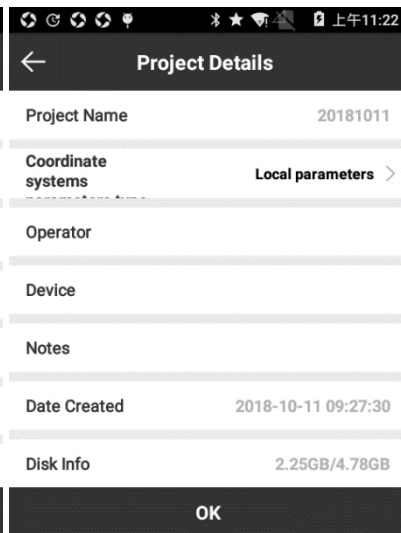 上午11:22
Project Details
Project Name
20181011
Coordinate
systems
Local parameters
Operator
Device
Notes
Date Created
2018-10-11 09:27:30
Disk Info
2.25GB/4.78GB
OK